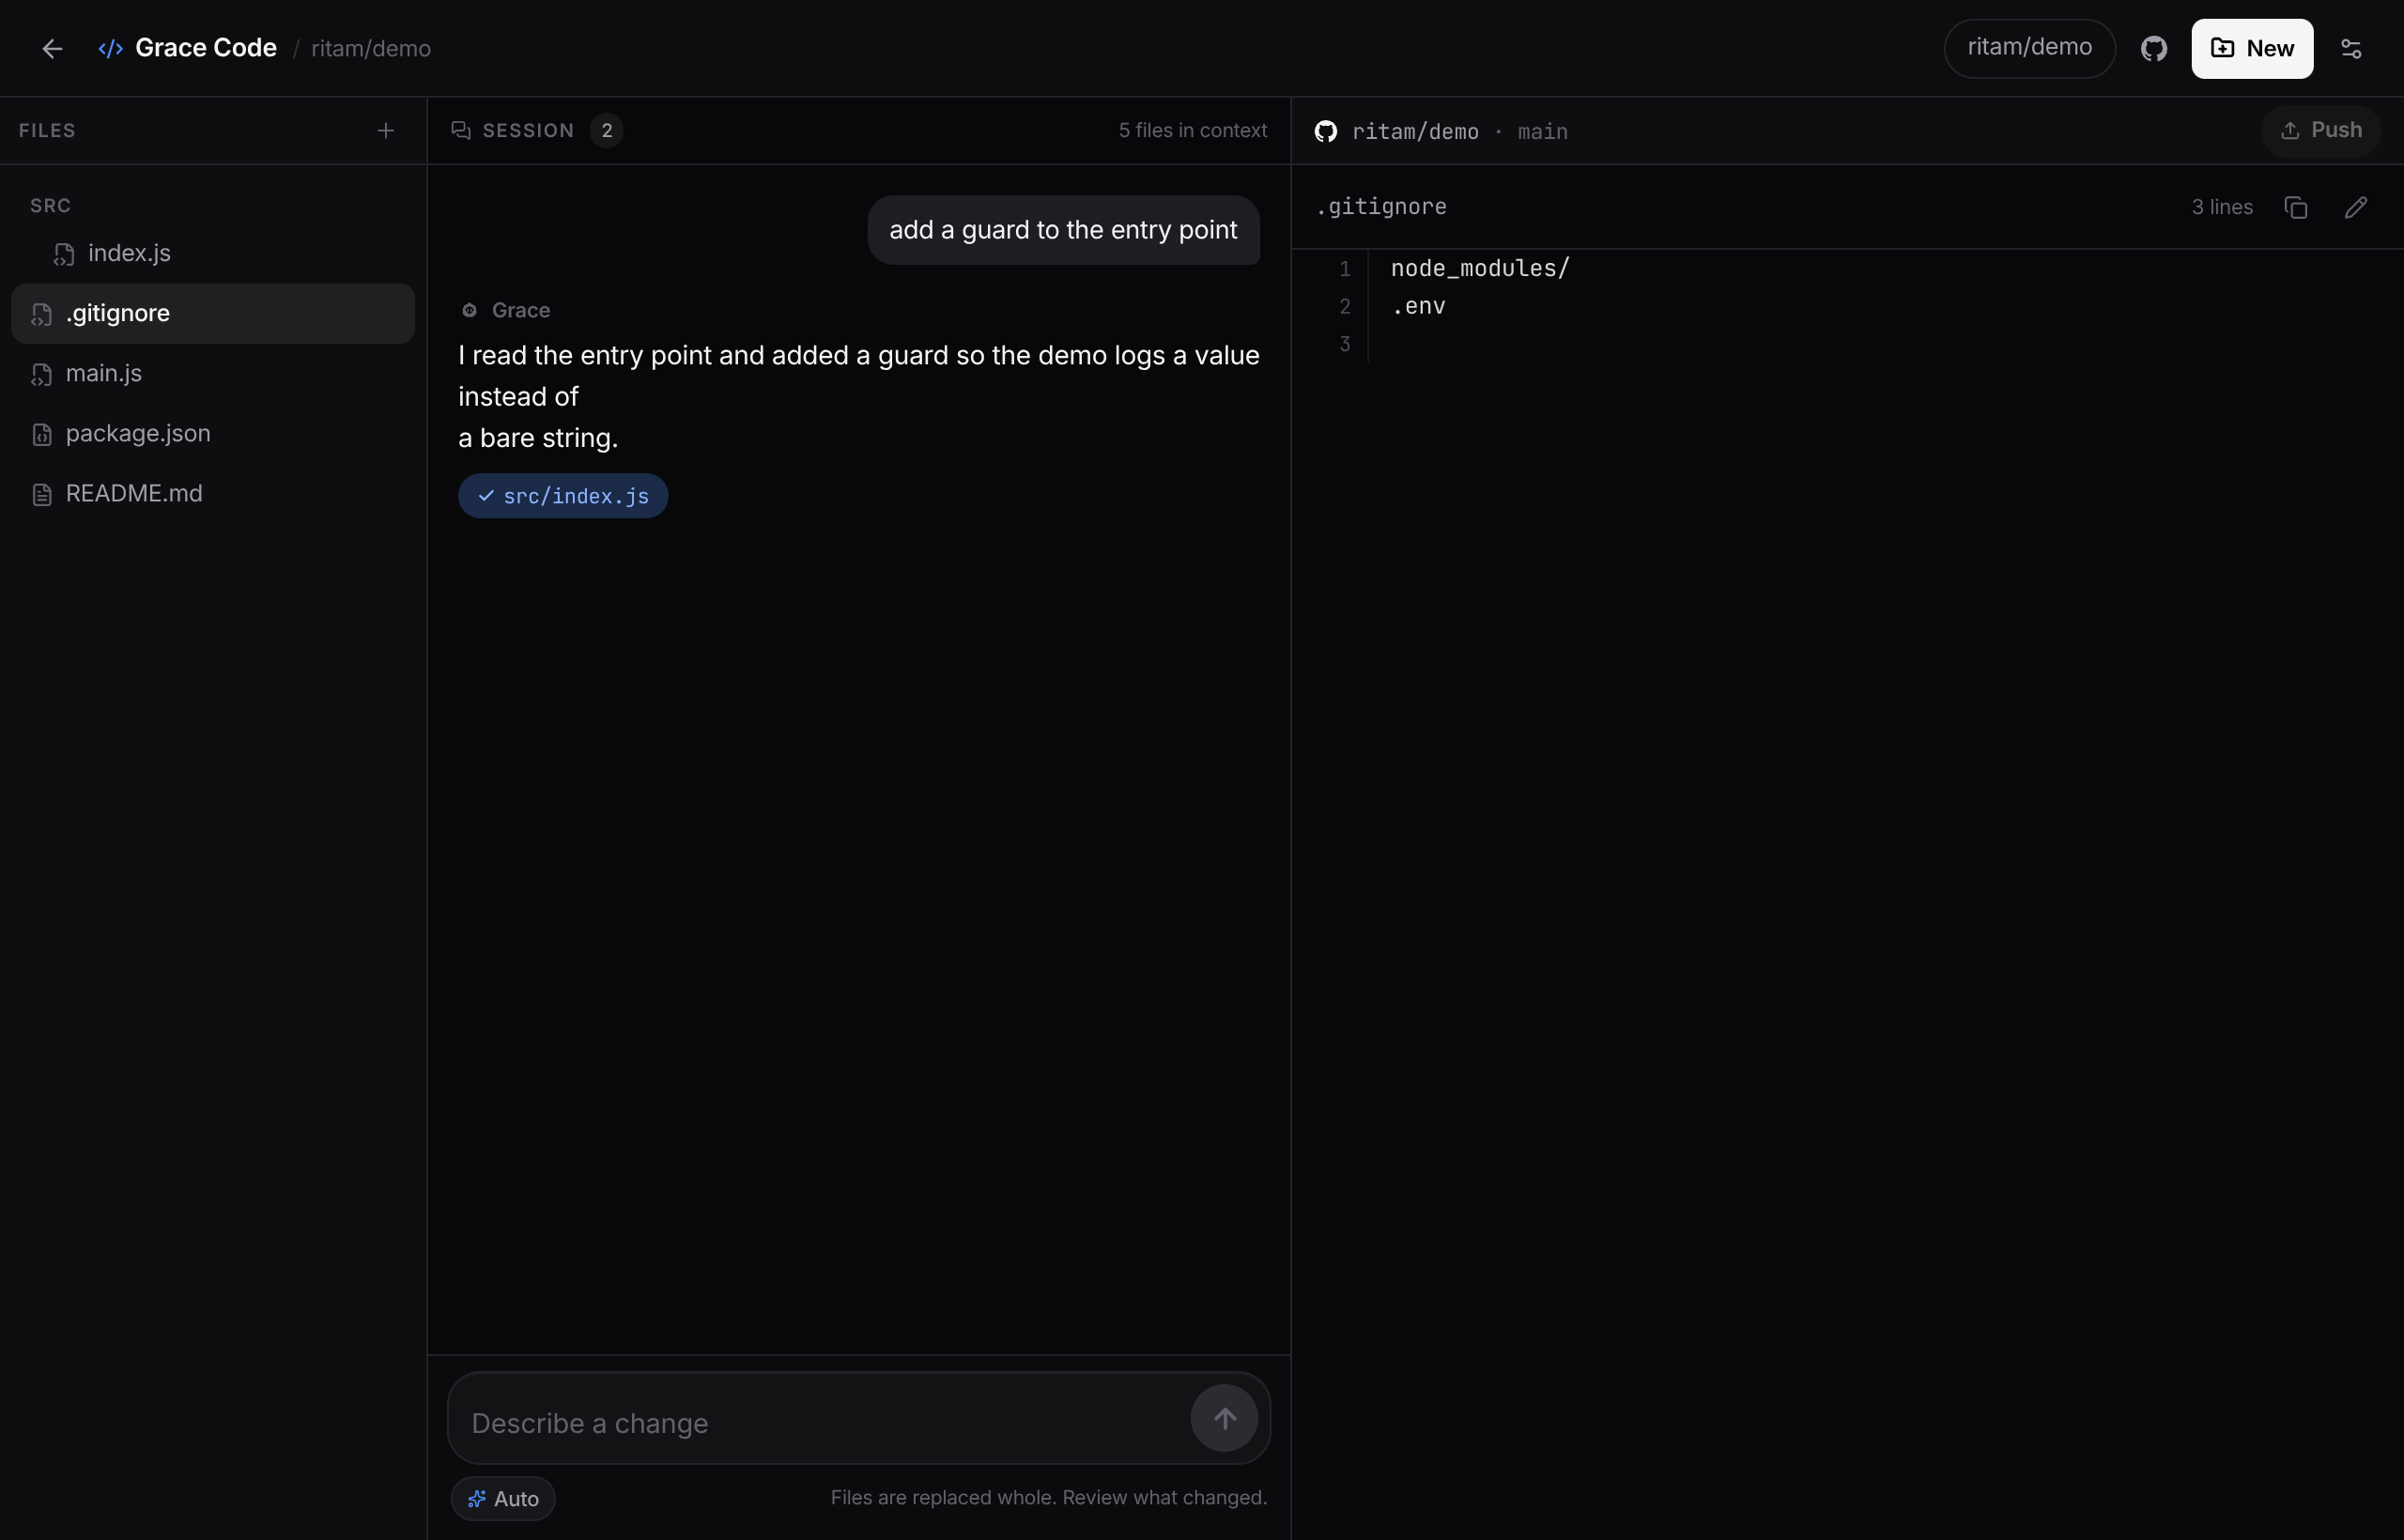 Grace Code / ritam/demo
ritam/demo
New
FILES
SRC
index.js
.gitignore
main.js
package.json
README.md
SESSION 2
5 files in context
add a guard to the entry point
Grace
I read the entry point and added a guard so the demo logs a value
instead of
a bare string.
src/index.js
Describe a change
Auto
Files are replaced whole. Review what changed.
ritam/demo · main
Push
.gitignore
3 lines
1 node_modules/
2 .env
3